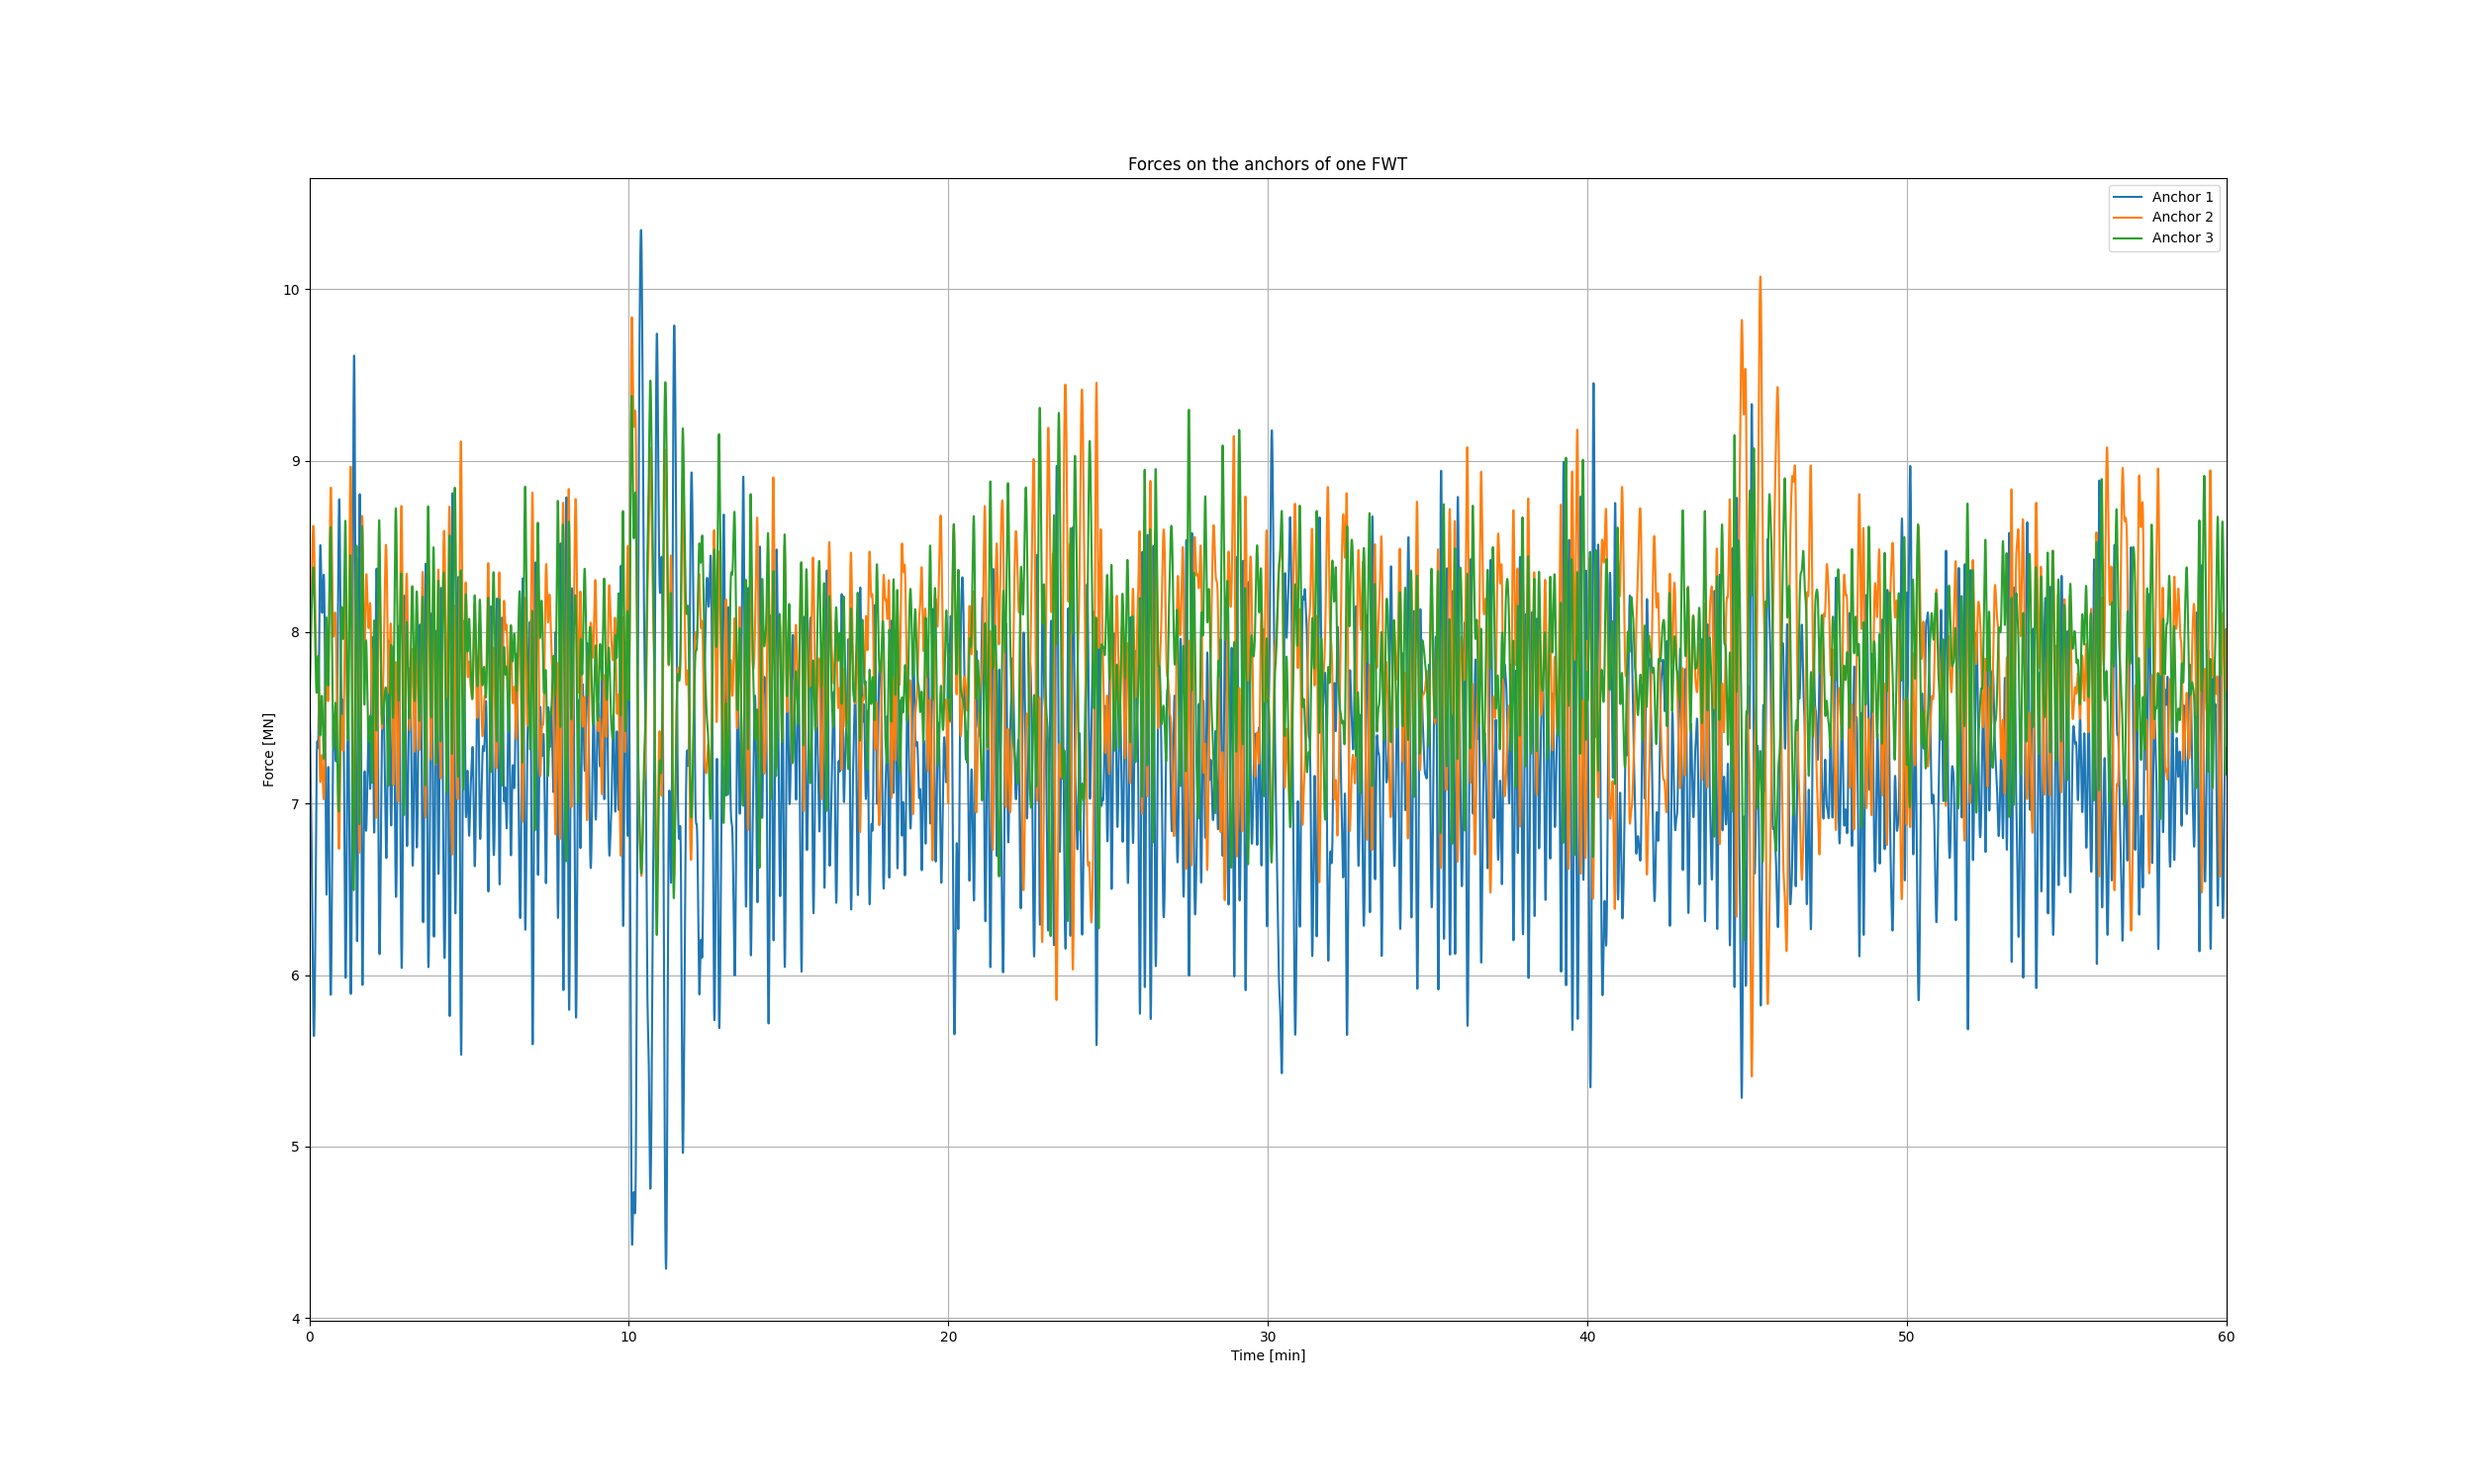 Forces on the anchors of one FWT
Anchor 1
Anchor 2
Anchor 3
10
9
8
7
6
5
4
Force [MN]
0 10 20 30 40 50 60
Time [min]